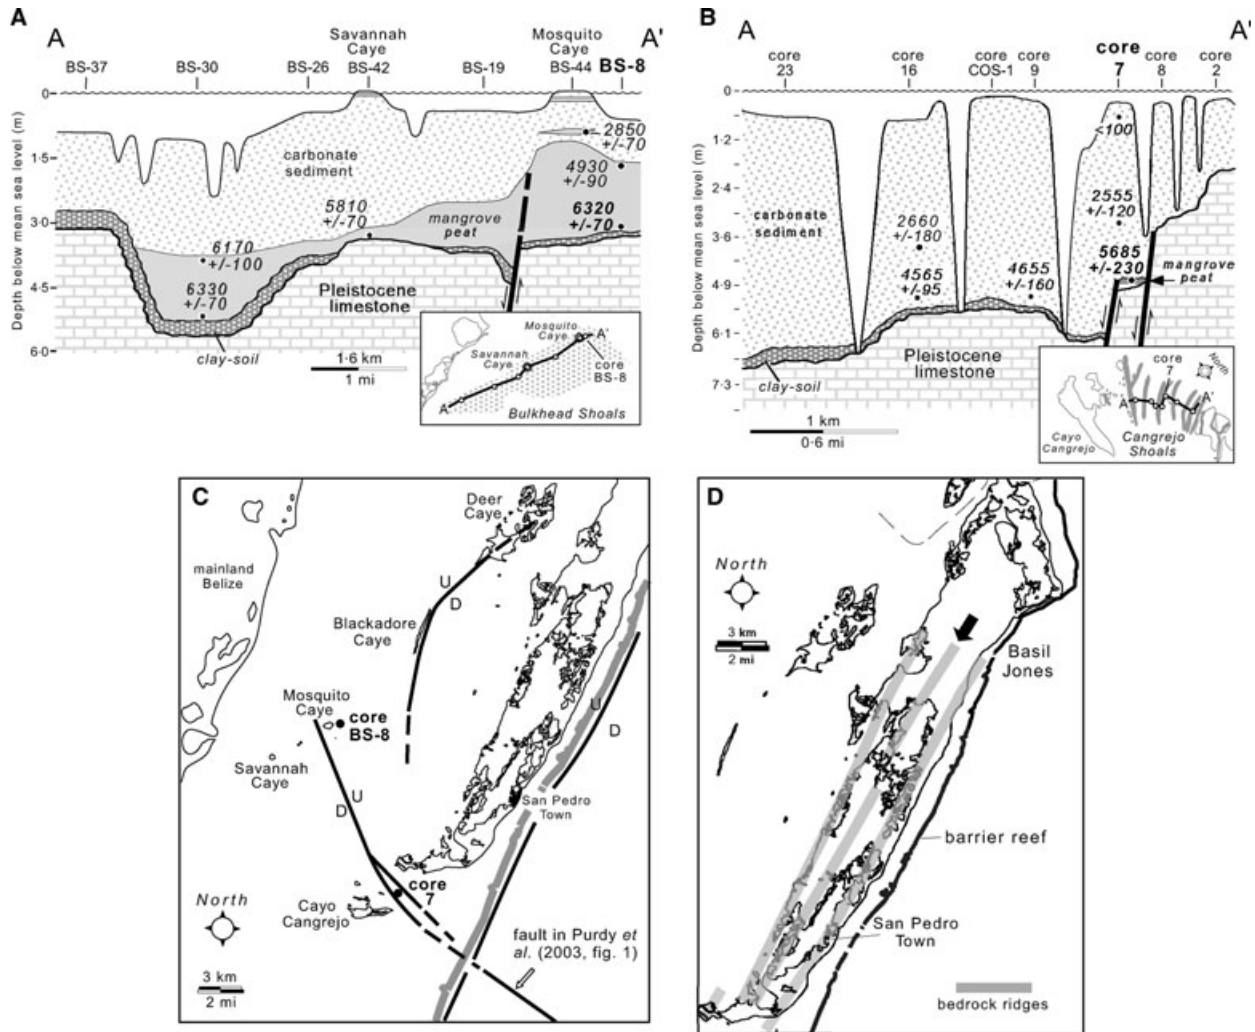 A
A
A'
Savannah
Caye
Mosquito
Caye
BS-37
BS-30
BS-26
BS-42
BS-19
BS-44
BS-8
Depth below mean sea level (m)
0
1·5
3·0
4·5
6·0
carbonate
sediment
2850
+/-70
4930
+/-90
5810
+/-70
mangrove
peat
6320
+/-70
6170
+/-100
6330
+/-70
Pleistocene
limestone
clay-soil
1·6 km
1 mi
Mosquito
Caye
A'
Savannah
Caye
core
BS-8
A
Bulkhead Shoals
B
A
A'
core
23
core
16
core
COS-1
core
9
core
7
core
8
core
2
Depth below mean sea level (m)
0
1·2
2·4
3·6
4·9
6·1
7·3
<100
carbonate
sediment
2660
+/-180
2555
+/-120
4565
+/-95
4655
+/-160
5685
+/-230
mangrove
peat
Pleistocene
limestone
clay-soil
1 km
0·6 mi
core
7
North
A
A'
Cayo
Cangrejo
Cangrejo
Shoals
C
Deer
Caye
mainland
Belize
U
D
Blackadore
Caye
Mosquito
Caye
core
BS-8
U
D
Savannah
Caye
U
D
San Pedro
Town
North
core
7
Cayo
Cangrejo
fault in Purdy et
al. (2003, fig. 1)
3 km
2 mi
D
North
3 km
2 mi
Basil
Jones
barrier reef
San Pedro
Town
bedrock ridges